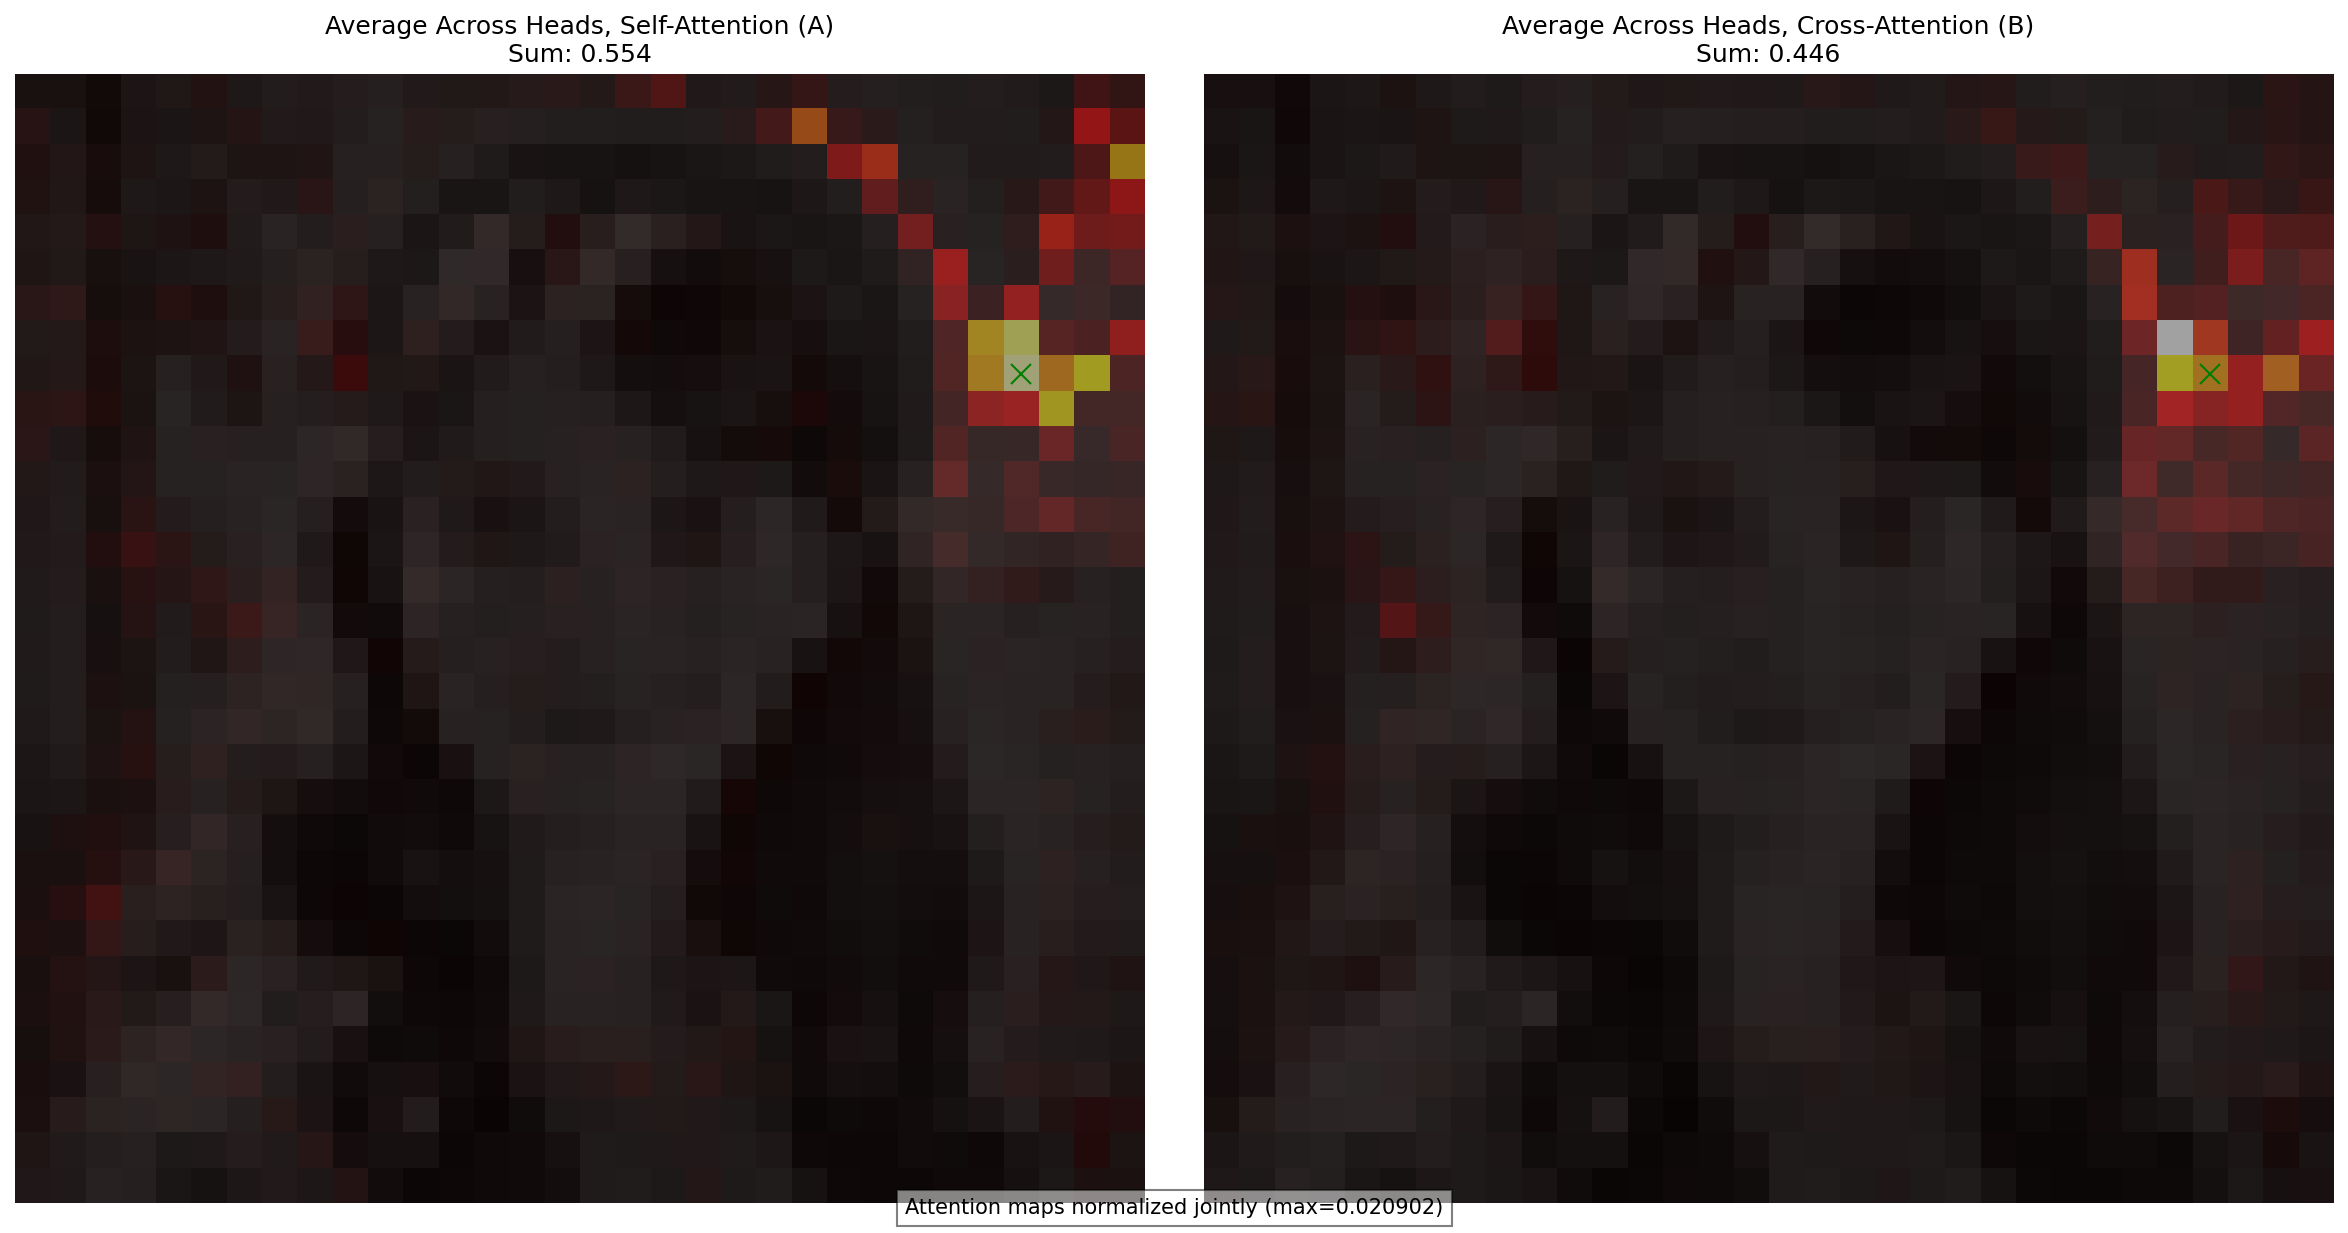 Average Across Heads, Self-Attention (A)
Sum: 0.554
Average Across Heads, Cross-Attention (B)
Sum: 0.446
Attention maps normalized jointly (max=0.020902)